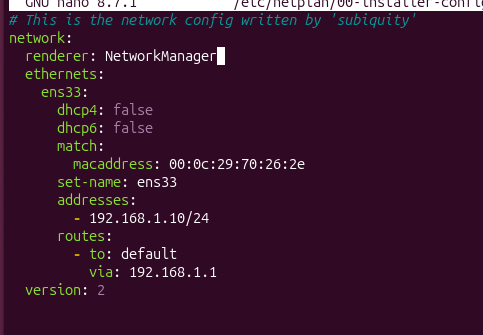 GNU nano 8.7.1 /etc/netplan/00-installer-config
# This is the network config written by 'subiquity'
network:
  renderer: NetworkManager
  ethernets:
    ens33:
      dhcp4: false
      dhcp6: false
      match:
        macaddress: 00:0c:29:70:26:2e
      set-name: ens33
      addresses:
        - 192.168.1.10/24
      routes:
        - to: default
          via: 192.168.1.1
  version: 2